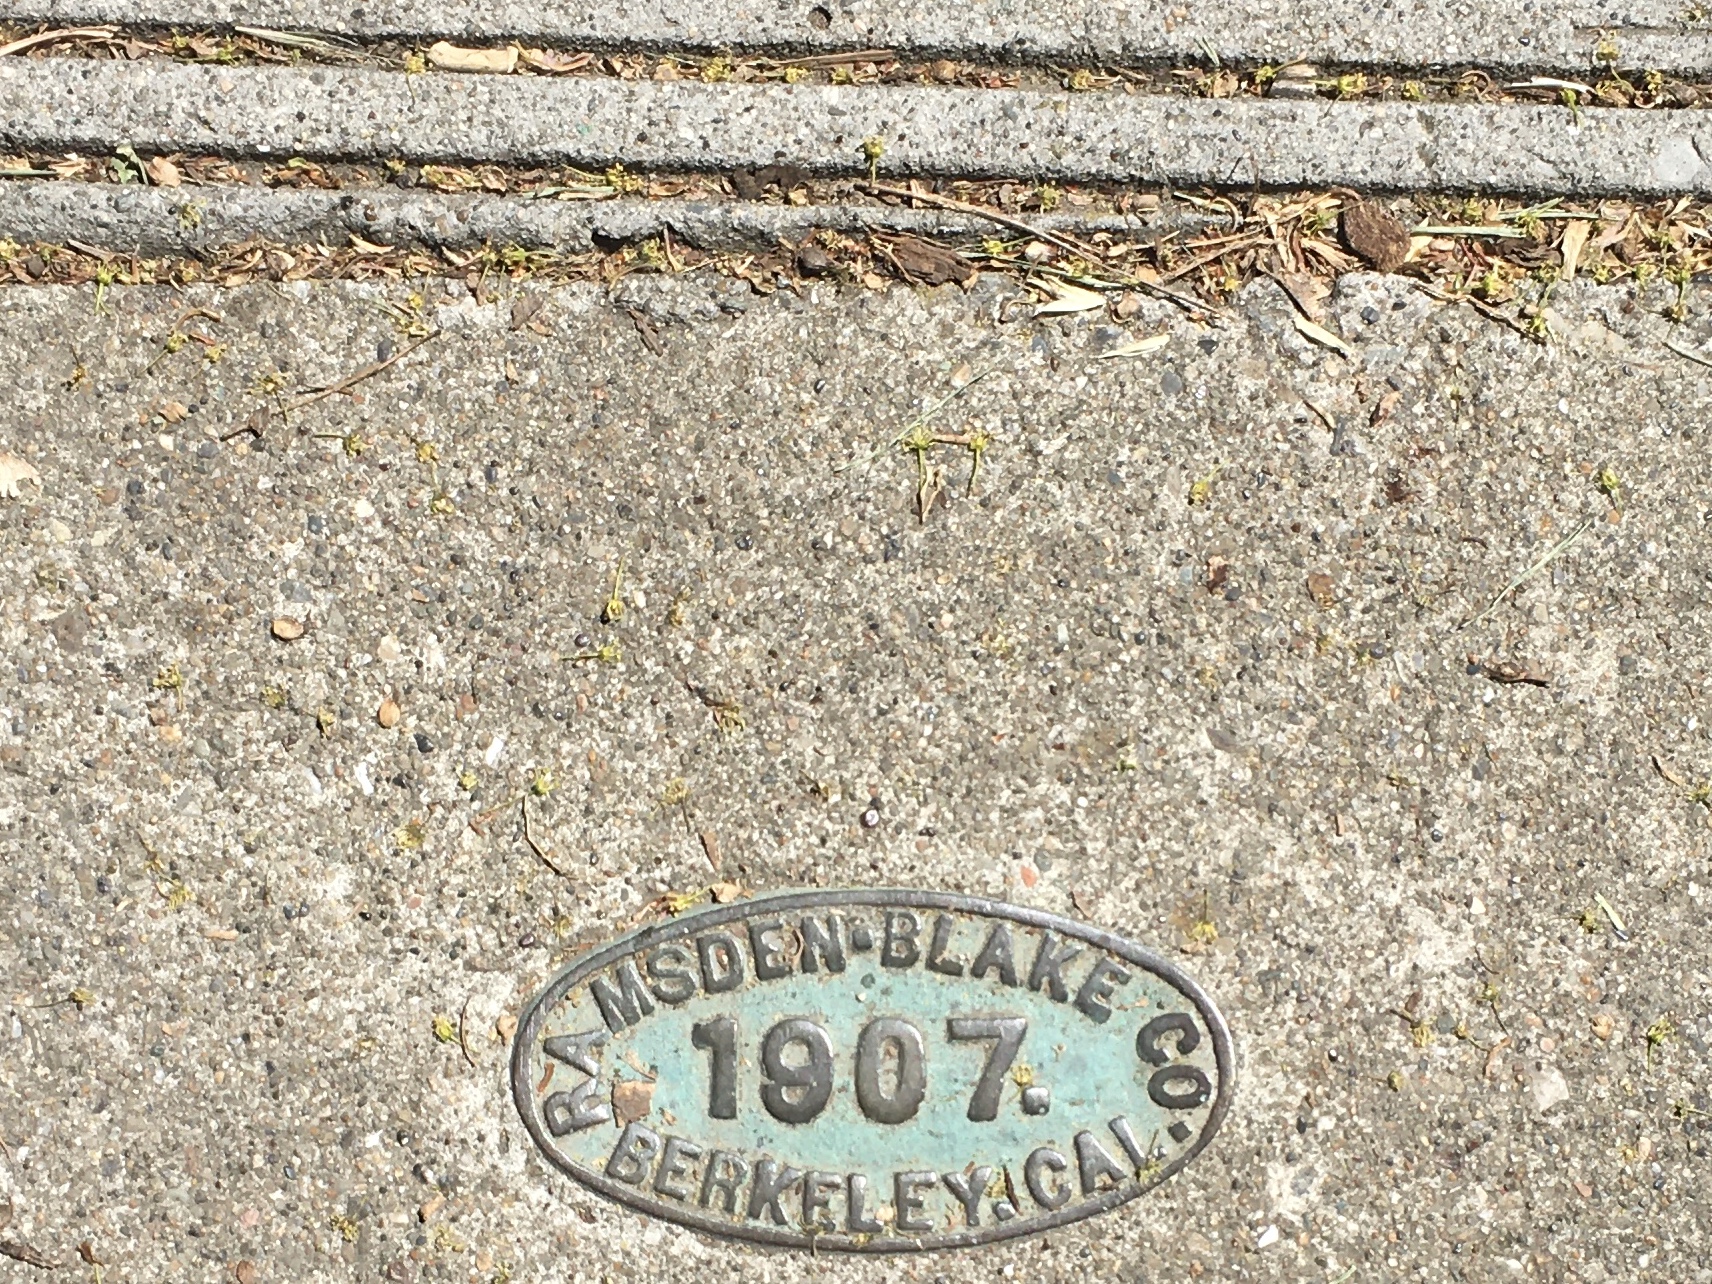 RAMSDEN·BLAKE CO.
1907.
BERKELEY. CAL.